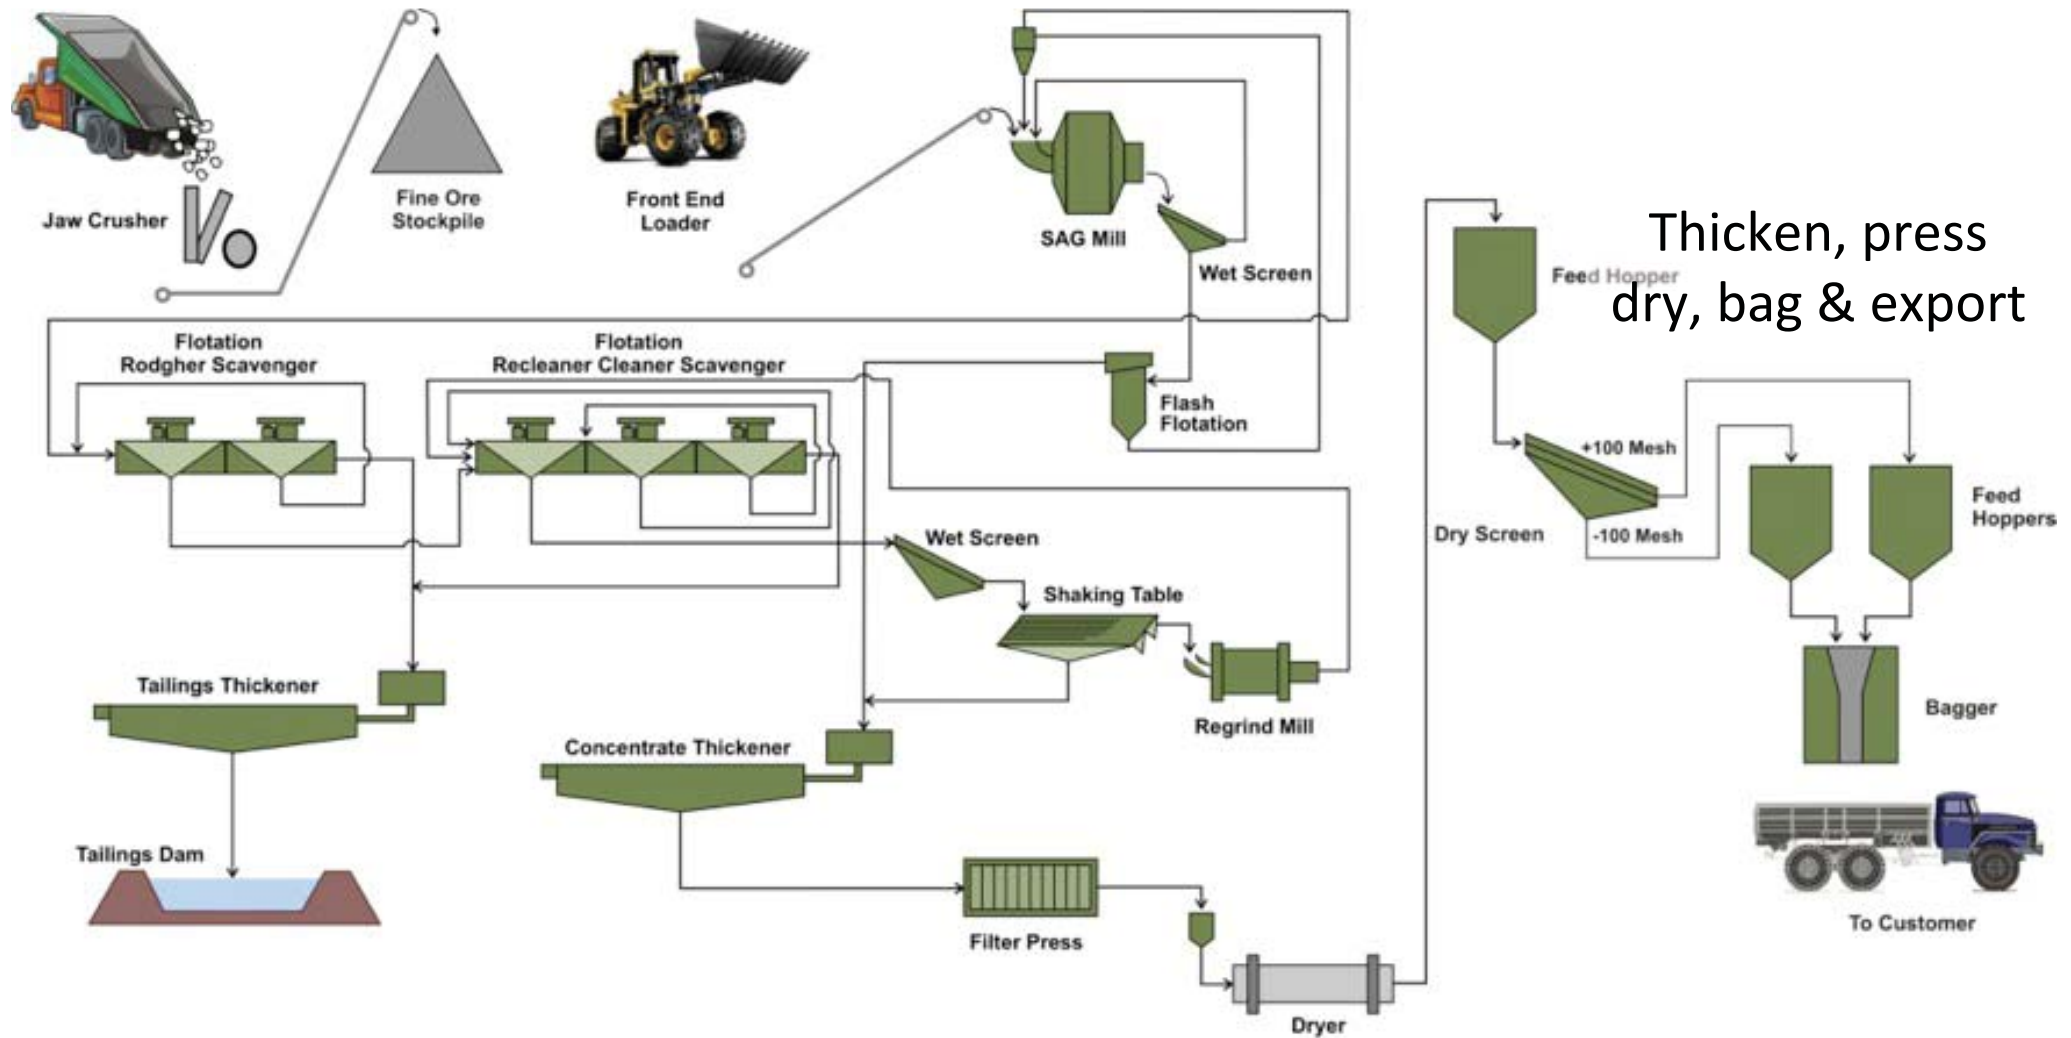 Jaw Crusher
Fine Ore
Stockpile
Front End
Loader
SAG Mill
Wet Screen
Feed Hopper
Thicken, press
dry, bag & export
Flotation
Rodgher Scavenger
Flotation
Recleaner Cleaner Scavenger
Flash
Flotation
+100 Mesh
-100 Mesh
Dry Screen
Feed
Hoppers
Wet Screen
Shaking Table
Regrind Mill
Tailings Thickener
Concentrate Thickener
Bagger
Tailings Dam
Filter Press
To Customer
Dryer